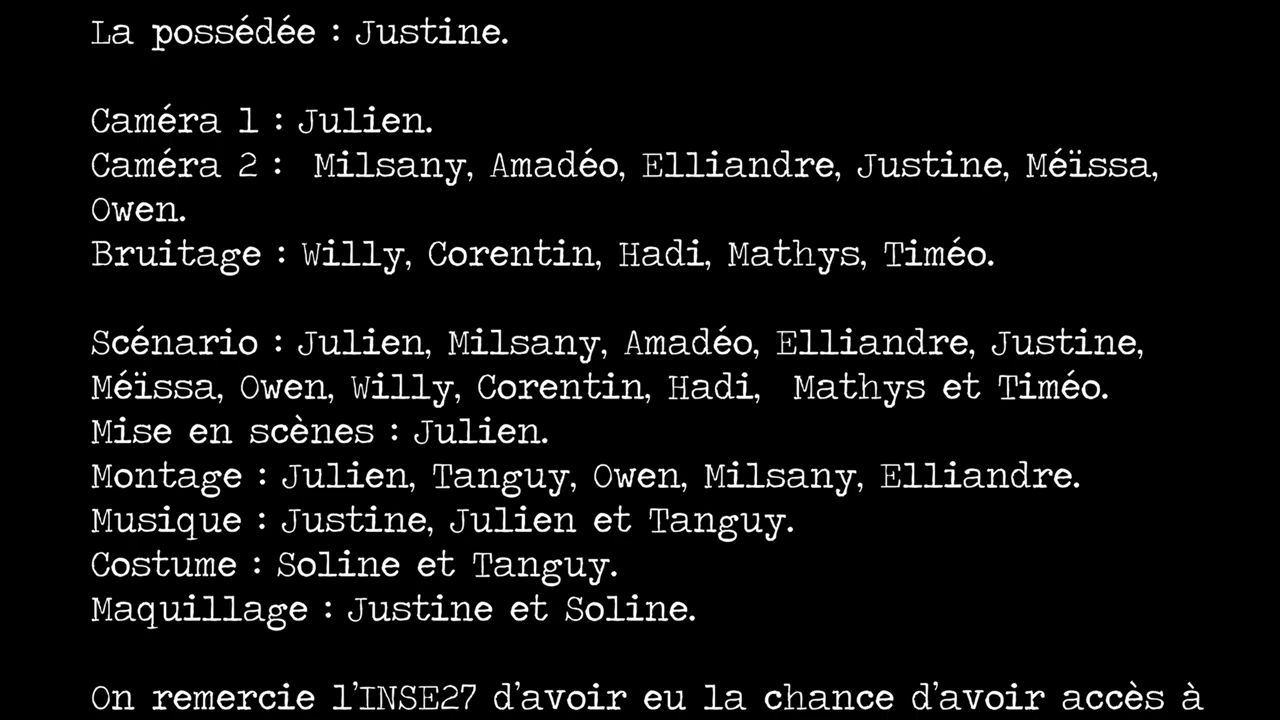 La possédée : Justine.
Caméra 1 : Julien.
Caméra 2 : Milsany, Amadéo, Elliandre, Justine, Méïssa,
Owen.
Bruitage : Willy, Corentin, Hadi, Mathys, Timéo.
Scénario : Julien, Milsany, Amadéo, Elliandre, Justine,
Méïssa, Owen, Willy, Corentin, Hadi, Mathys et Timéo.
Mise en scènes : Julien.
Montage : Julien, Tanguy, Owen, Milsany, Elliandre.
Musique : Justine, Julien et Tanguy.
Costume : Soline et Tanguy.
Maquillage : Justine et Soline.
On remercie l'INSE27 d'avoir eu la chance d'avoir accès à